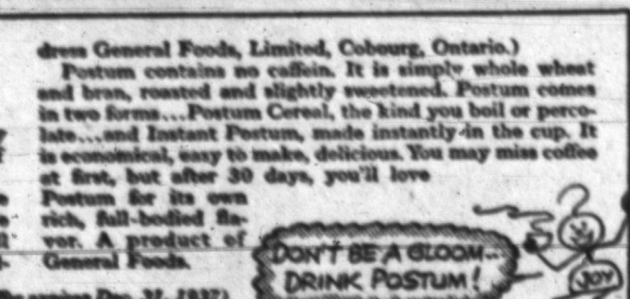 dress General Foods, Limited, Cobourg, Ontario.)
Postum contains no caffein. It is simply whole wheat
and bran, roasted and slightly sweetened. Postum comes
in two forms...Postum Cereal, the kind you boil or perco-
late...and Instant Postum, made instantly in the cup. It
is economical, easy to make, delicious. You may miss coffee
at first, but after 30 days, you'll love
Postum for its own
rich, full-bodied fla-
vor. A product of
General Foods.
expires Dec. 31, 1937)
DON'T BE A GLOOM--
DRINK POSTUM!
JOY